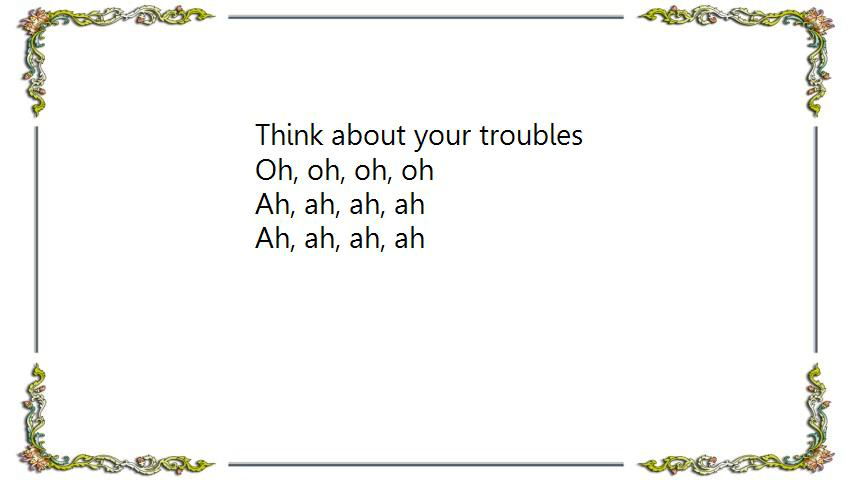 Think about your troubles
Oh, oh, oh, oh
Ah, ah, ah, ah
Ah, ah, ah, ah